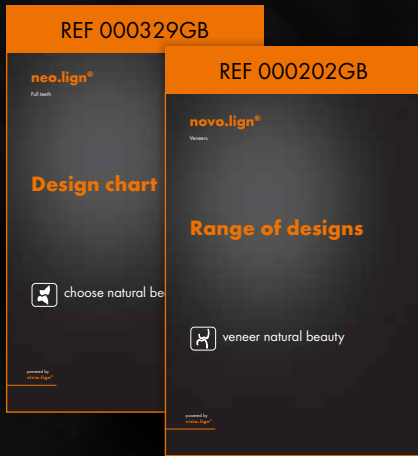 REF 000329GB
neo.lign®
Full teeth
Design chart
choose natural be
powered by
visio.lign®
REF 000202GB
novo.lign®
Veneers
Range of designs
veneer natural beauty
powered by
visio.lign®